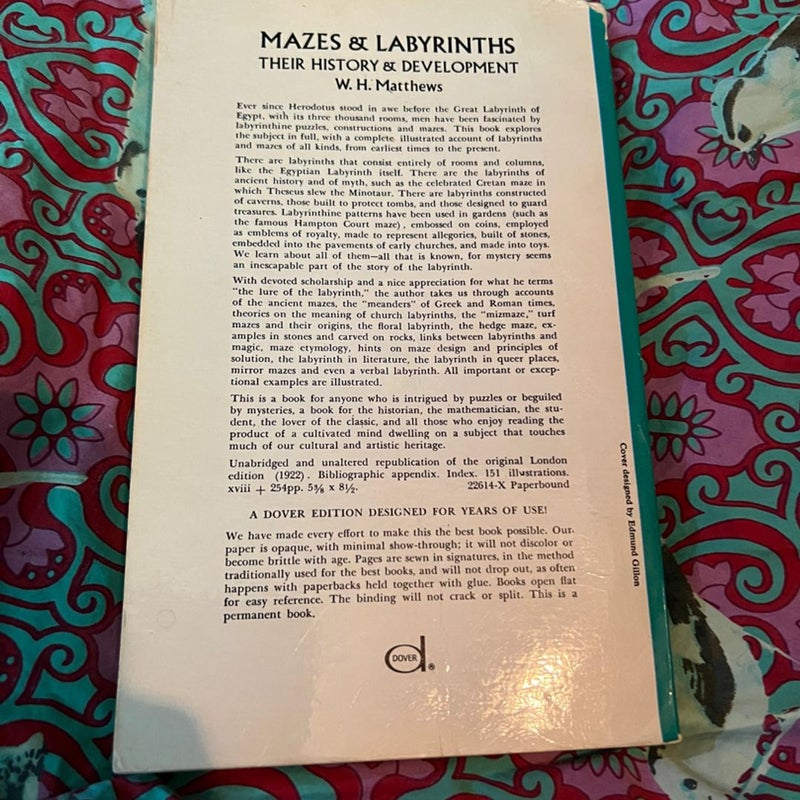 MAZES & LABYRINTHS
THEIR HISTORY & DEVELOPMENT
W. H. Matthews
Ever since Herodotus stood in awe before the Great Labyrinth of
Egypt, with its three thousand rooms, men have been fascinated by
labyrinthine puzzles, constructions and mazes. This book explores
the subject in full, with a complete illustrated account of labyrinths
and mazes of all kinds, from earliest times to the present.
There are labyrinths that consist entirely of rooms and columns,
like the Egyptian Labyrinth itself. There are the labyrinths of
ancient history and of myth, such as the celebrated Cretan maze in
which Theseus slew the Minotaur. There are labyrinths constructed
of caverns, those built to protect tombs, and those designed to guard
treasures. Labyrinthine patterns have been used in gardens (such as
the famous Hampton Court maze), embossed on coins, employed
as emblems of royalty, made to represent allegories, built of stones,
embedded into the pavements of early churches, and made into toys.
We learn about all of them—all that is known, for mystery seems
an inescapable part of the story of the labyrinth.
With devoted scholarship and a nice appreciation for what he terms
"the lure of the labyrinth," the author takes us through accounts
of the ancient mazes, the "meanders" of Greek and Roman times,
theories on the meaning of church labyrinths, the "mizmaze," turf
mazes and their origins, the floral labyrinth, the hedge maze, ex-
amples in stones and carved on rocks, links between labyrinths and
magic, maze etymology, hints on maze design and principles of
solution, the labyrinth in literature, the labyrinth in queer places,
mirror mazes and even a verbal labyrinth. All important or excep-
tional examples are illustrated.
This is a book for anyone who is intrigued by puzzles or beguiled
by mysteries, a book for the historian, the mathematician, the stu-
dent, the lover of the classic, and all those who enjoy reading the
product of a cultivated mind dwelling on a subject that touches
much of our cultural and artistic heritage.
Unabridged and unaltered republication of the original London
edition (1922). Bibliographic appendix. Index. 151 illustrations.
xviii + 254pp. 5⅜ x 8½. 22614-X Paperbound
A DOVER EDITION DESIGNED FOR YEARS OF USE!
We have made every effort to make this the best book possible. Our
paper is opaque, with minimal show-through; it will not discolor or
become brittle with age. Pages are sewn in signatures, in the method
traditionally used for the best books, and will not drop out, as often
happens with paperbacks held together with glue. Books open flat
for easy reference. The binding will not crack or split. This is a
permanent book.
DOVER
®
Cover designed by Edmund Gillon